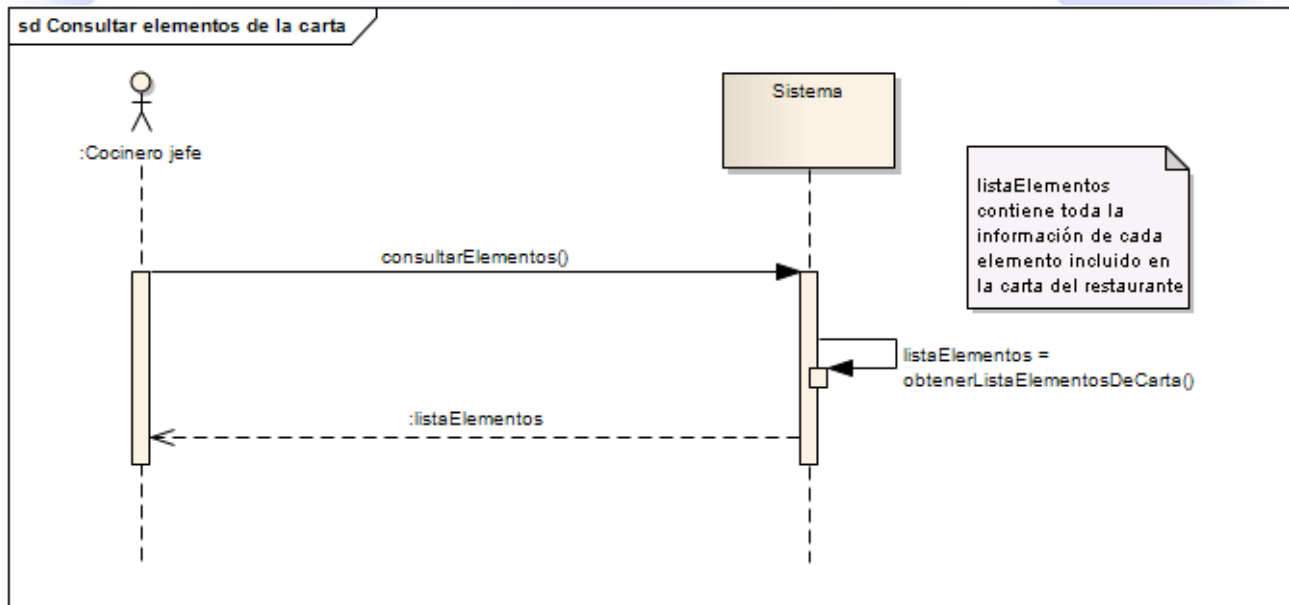 sd Consultar elementos de la carta
:Cocinero jefe
Sistema
listaElementos
contiene toda la
información de cada
elemento incluido en
la carta del restaurante
consultarElementos()
listaElementos =
obtenerListaElementosDeCarta()
:listaElementos